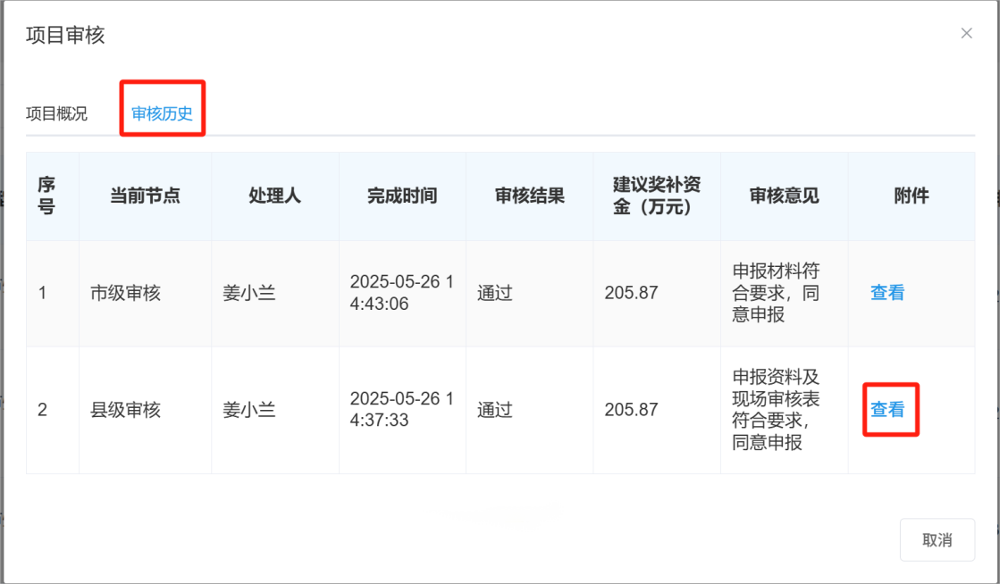 项目审核
项目概况
审核历史
序
号
当前节点
处理人
完成时间
审核结果
建议奖补资
金（万元）
审核意见
附件
1
市级审核
姜小兰
2025-05-26 1
4:43:06
通过
205.87
申报材料符
合要求，同
意申报
查看
2
县级审核
姜小兰
2025-05-26 1
4:37:33
通过
205.87
申报资料及
现场审核表
符合要求，
同意申报
查看
取消